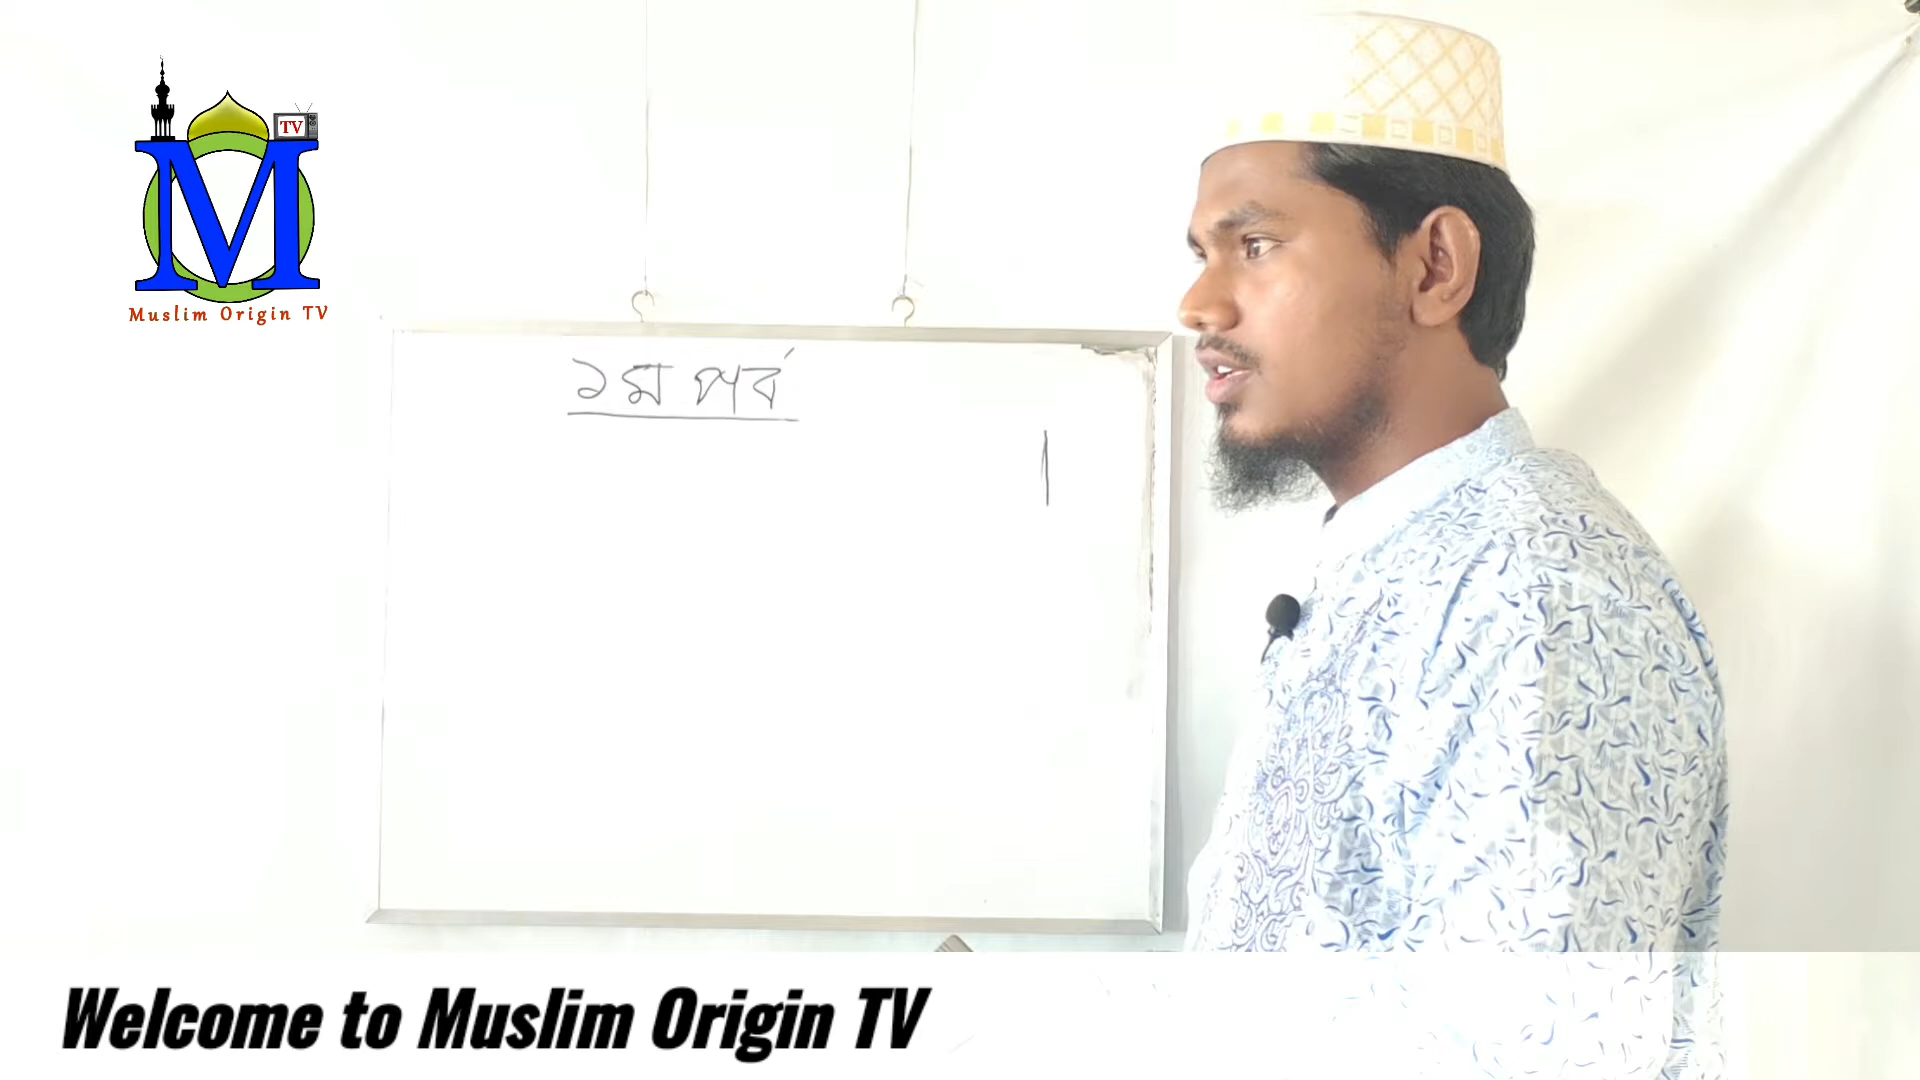 TV
M
Muslim Origin TV
১ম পর্ব
ا
Welcome to Muslim Origin TV